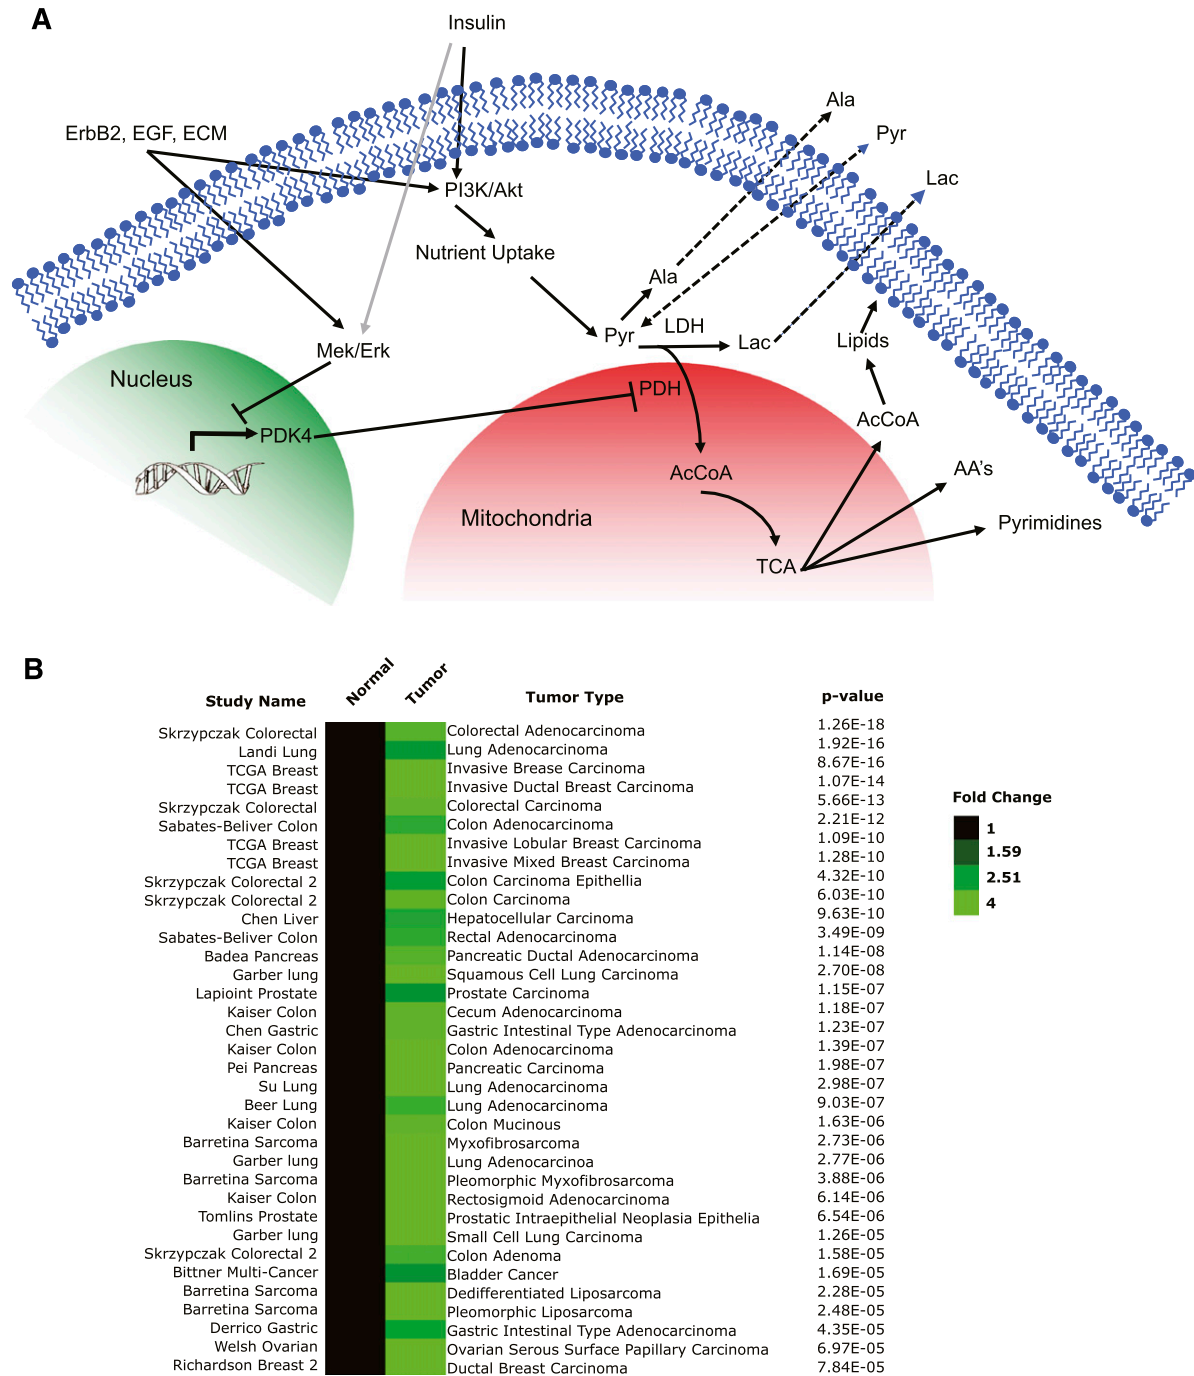 A
Insulin
ErbB2, EGF, ECM
Ala
Pyr
Lac
PI3K/Akt
Nutrient Uptake
Ala
Pyr
LDH
Lac
Lipids
Mek/Erk
Nucleus
PDH
PDK4
AcCoA
AcCoA
AA's
Mitochondria
Pyrimidines
TCA
B
Study Name Normal Tumor Tumor Type p-value
Skrzypczak Colorectal Colorectal Adenocarcinoma 1.26E-18
Landi Lung Lung Adenocarcinoma 1.92E-16
TCGA Breast Invasive Brease Carcinoma 8.67E-16
TCGA Breast Invasive Ductal Breast Carcinoma 1.07E-14
Skrzypczak Colorectal Colorectal Carcinoma 5.66E-13
Sabates-Beliver Colon Colon Adenocarcinoma 2.21E-12
TCGA Breast Invasive Lobular Breast Carcinoma 1.09E-10
TCGA Breast Invasive Mixed Breast Carcinoma 1.28E-10
Skrzypczak Colorectal 2 Colon Carcinoma Epithellia 4.32E-10
Skrzypczak Colorectal 2 Colon Carcinoma 6.03E-10
Chen Liver Hepatocellular Carcinoma 9.63E-10
Sabates-Beliver Colon Rectal Adenocarcinoma 3.49E-09
Badea Pancreas Pancreatic Ductal Adenocarcinoma 1.14E-08
Garber lung Squamous Cell Lung Carcinoma 2.70E-08
Lapioint Prostate Prostate Carcinoma 1.15E-07
Kaiser Colon Cecum Adenocarcinoma 1.18E-07
Chen Gastric Gastric Intestinal Type Adenocarcinoma 1.23E-07
Kaiser Colon Colon Adenocarcinoma 1.39E-07
Pei Pancreas Pancreatic Carcinoma 1.98E-07
Su Lung Lung Adenocarcinoma 2.98E-07
Beer Lung Lung Adenocarcinoma 9.03E-07
Kaiser Colon Colon Mucinous 1.63E-06
Barretina Sarcoma Myxofibrosarcoma 2.73E-06
Garber lung Lung Adenocarcinoa 2.77E-06
Barretina Sarcoma Pleomorphic Myxofibrosarcoma 3.88E-06
Kaiser Colon Rectosigmoid Adenocarcinoma 6.14E-06
Tomlins Prostate Prostatic Intraepithelial Neoplasia Epithelia 6.54E-06
Garber lung Small Cell Lung Carcinoma 1.26E-05
Skrzypczak Colorectal 2 Colon Adenoma 1.58E-05
Bittner Multi-Cancer Bladder Cancer 1.69E-05
Barretina Sarcoma Dedifferentiated Liposarcoma 2.28E-05
Barretina Sarcoma Pleomorphic Liposarcoma 2.48E-05
Derrico Gastric Gastric Intestinal Type Adenocarcinoma 4.35E-05
Welsh Ovarian Ovarian Serous Surface Papillary Carcinoma 6.97E-05
Richardson Breast 2 Ductal Breast Carcinoma 7.84E-05
Fold Change
1
1.59
2.51
4